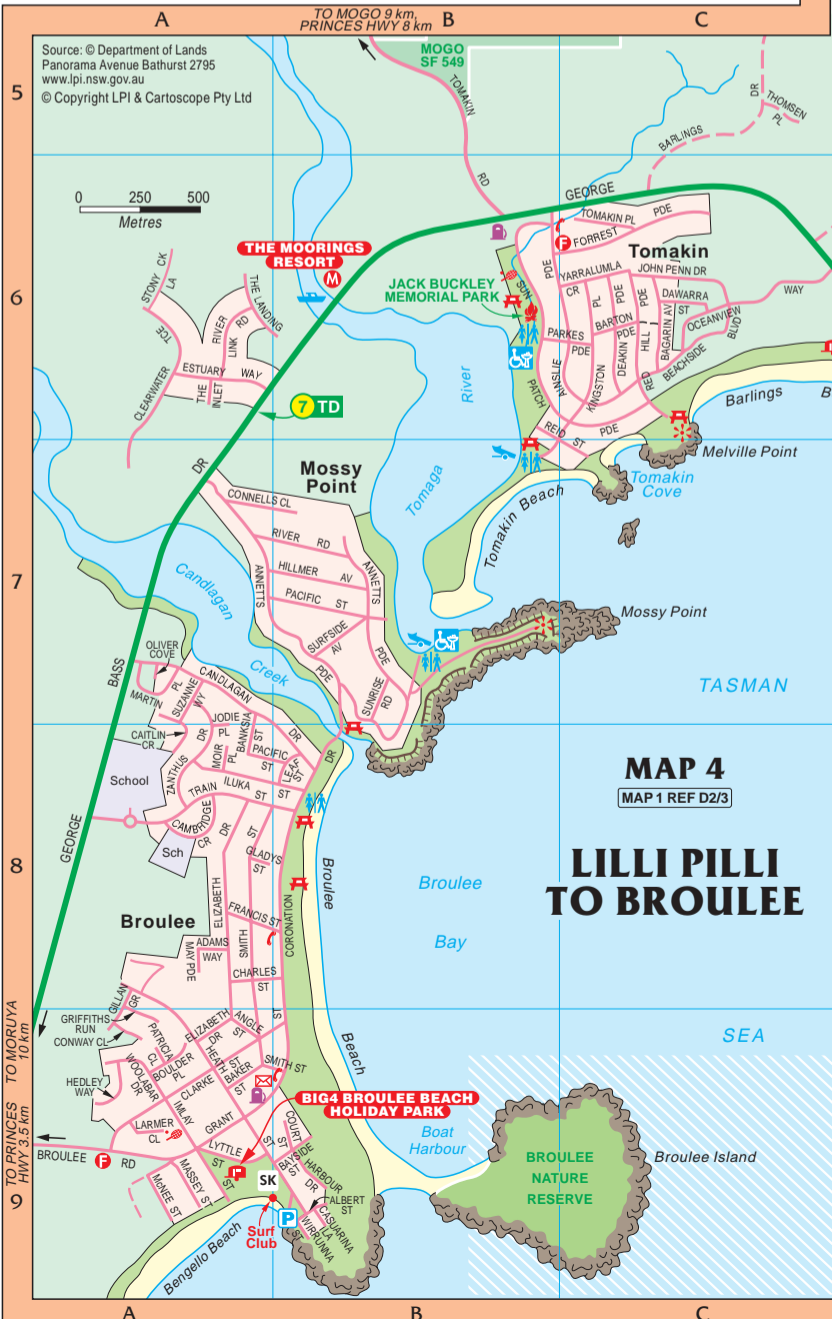 A
TO MOGO 9 km,
PRINCES HWY 8 km
B
C
Source: © Department of Lands
Panorama Avenue Bathurst 2795
www.lpi.nsw.gov.au
© Copyright LPI & Cartoscope Pty Ltd
MOGO
SF 549
5
TOMAKIN
RD
BARLINGS
DR
THOMSEN
PL
0 250 500
Metres
GEORGE
THE MOORINGS
RESORT
M
JACK BUCKLEY
MEMORIAL PARK
SUN
PATCH
PDE
TOMAKIN PL
PDE
F
FORREST
Tomakin
YARRALUMLA
CR
JOHN PENN DR
PL
PDE
PDE
DAWARRA
ST
WAY
OCEANVIEW
BLVD
BARTON
PDE
PARKES
PDE
AINSLIE
KINGSTON
DEAKIN
HILL
RED
BAGARIN AV
BEACHSIDE
REID ST
PDE
6
STONY CK
LA
THE LANDING
RIVER
LINK
RD
TCE
ESTUARY WAY
THE
INLET
CLEARWATER
7 TD
River
Tomaga
Barlings
B
Melville Point
Tomakin
Cove
Tomakin Beach
DR
Mossy
Point
CONNELLS CL
RIVER RD
HILLMER AV
PACIFIC ST
ANNETTS
ANNETTS
SURFSIDE
AV
PDE
PDE
SUNRISE
RD
7
Candlagan
Creek
Mossy Point
TASMAN
BASS
OLIVER
COVE
MARTIN
PL
SUZANNE
WY
CANDLAGAN
DR
CAITLIN
CR
JODIE
PL
MOIR
PL
BANKSIA
ST
PACIFIC
ST
LEAF
ST
DR
ZANTHUS
DR
School
TRAIN
ST
ILUKA ST
CAMBRIDGE
CR
Sch
DR
ST
GLADYS
ST
MAP 4
MAP 1 REF D2/3
LILLI PILLI
TO BROULEE
8
GEORGE
Broulee
ELIZABETH
FRANCIS ST
SMITH
CORONATION
Broulee
Broulee
Bay
MAY PDE
ADAMS
WAY
CHARLES
ST
ST
GILLAN
GR
GRIFFITHS
RUN
CONWAY CL
PATRICIA
CL
ELIZABETH
DR
ANGLE
ST
HEATH
ST
BAKER
ST
SMITH ST
Beach
SEA
BOULDER
PL
WOOLABAR
DR
HEDLEY
WAY
CLARKE
IMLAY
LARMER
CL
GRANT
ST
LYTTLE
ST
ST
BIG4 BROULEE BEACH
HOLIDAY PARK
COURT
ST
BAYSIDE
ST
HARBOUR
DR
ALBERT
ST
CASUARINA
LA
WIRRUNNA
ST
Boat
Harbour
BROULEE
NATURE
RESERVE
Broulee Island
TO PRINCES
HWY 3.5 km
TO MORUYA
10 km
BROULEE RD
F
McNEE ST
MASSEY ST
SK
P
Surf
Club
Bengello Beach
9
A
B
C